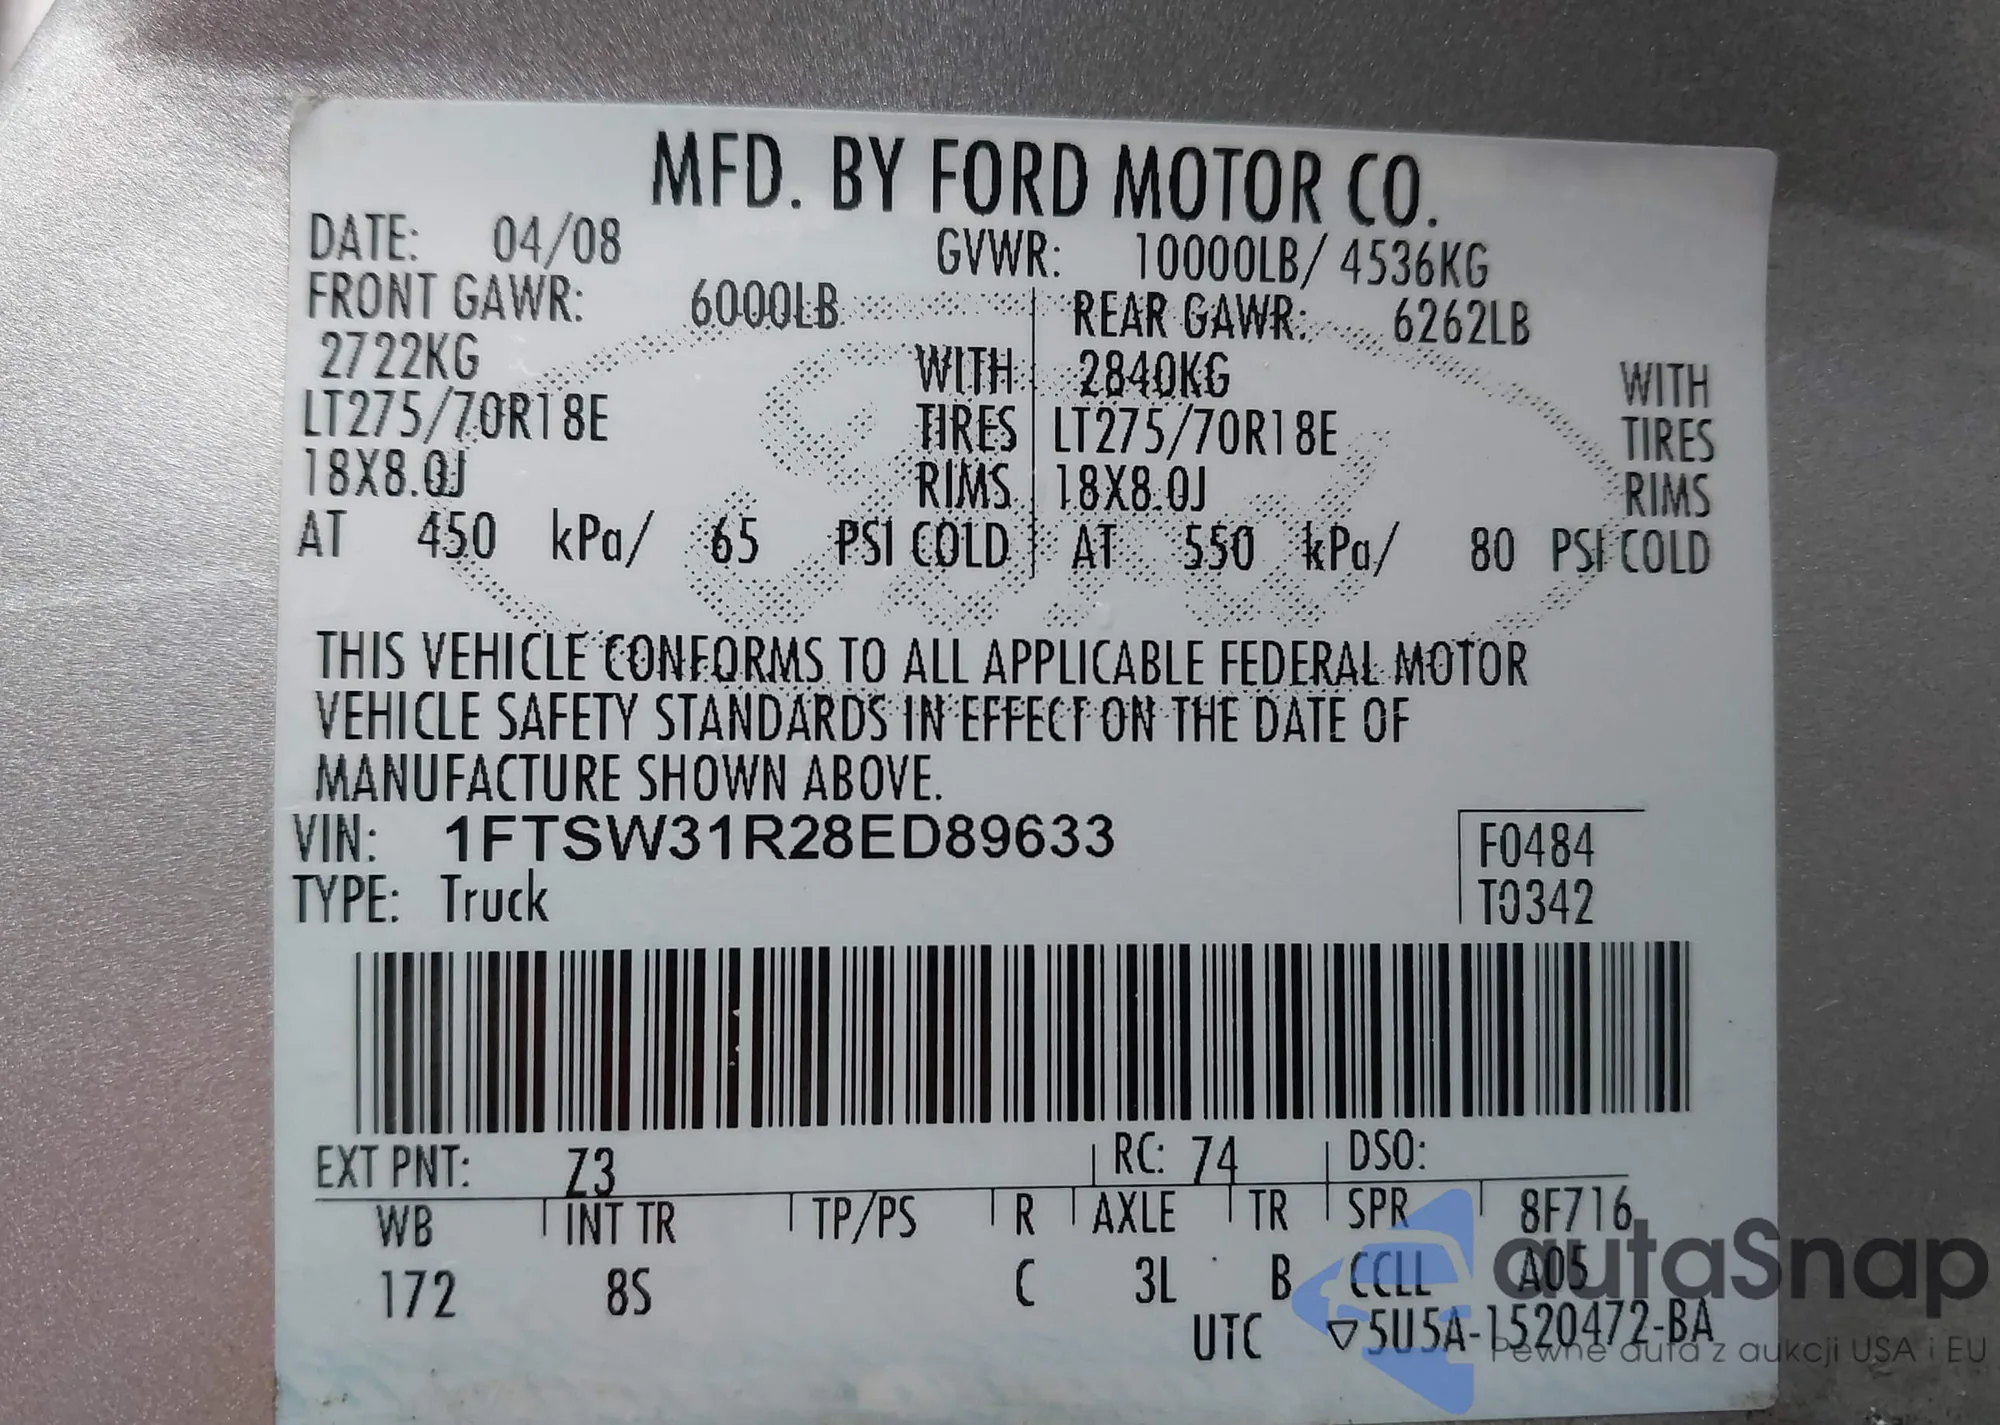 MFD. BY FORD MOTOR CO.
DATE: 04/08 GVWR: 10000LB/ 4536KG
FRONT GAWR: 6000LB REAR GAWR: 6262LB
2722KG WITH 2840KG WITH
LT275/70R18E TIRES LT275/70R18E TIRES
18X8.0J RIMS 18X8.0J RIMS
AT 450 kPa/ 65 PSI COLD AT 550 kPa/ 80 PSI COLD
THIS VEHICLE CONFORMS TO ALL APPLICABLE FEDERAL MOTOR
VEHICLE SAFETY STANDARDS IN EFFECT ON THE DATE OF
MANUFACTURE SHOWN ABOVE.
VIN: 1FTSW31R28ED89633 F0484
TYPE: Truck T0342
EXT PNT: Z3 RC: 74 DSO:
WB INT TR TP/PS R AXLE TR SPR 8F716
172 8S C 3L B CCLL A05
UTC ▽5U5A-1520472-BA
autaSnap
Pewne auta z aukcji USA i EU